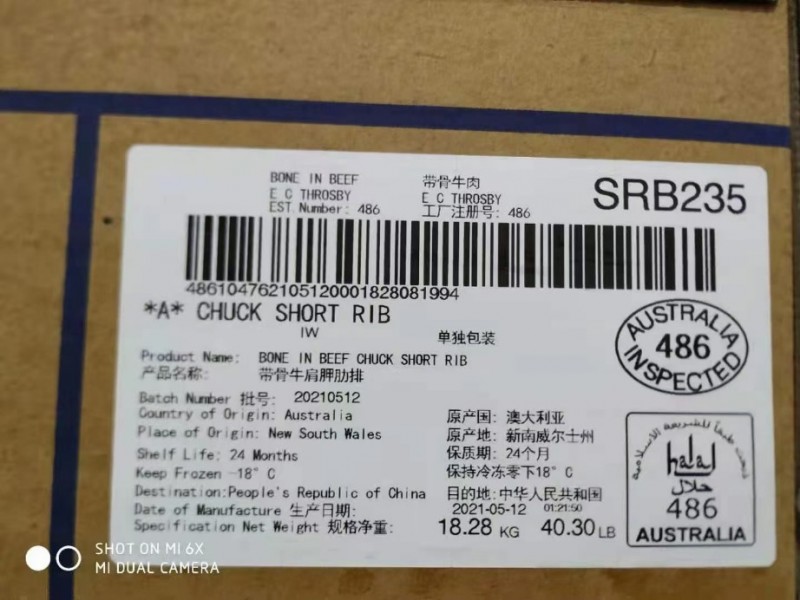 BONE IN BEEF 带骨牛肉
E C THROSBY E C THROSBY
EST Number: 486 工厂注册号: 486
SRB235
48610476210512000182808​1994
*A* CHUCK SHORT RIB
IW 单独包装
Product Name: BONE IN BEEF CHUCK SHORT RIB
产品名称: 带骨牛肩胛肋排
Batch Number 批号: 20210512
Country of Origin: Australia 原产国: 澳大利亚
Place of Origin: New South Wales 原产地: 新南威尔士州
Shelf Life: 24 Months 保质期: 24个月
Keep Frozen -18° C 保持冷冻零下18° C
Destination:People's Republic of China 目的地: 中华人民共和国
Date of Manufacture 生产日期: 2021-05-12 01:21:50
Specification Net Weight 规格净重: 18.28 KG 40.30 LB
AUSTRALIA
486
INSPECTED
ذبحت طبقا للشريعة الاسلامية
halal
حلال
486
AUSTRALIA
SHOT ON MI 6X
MI DUAL CAMERA